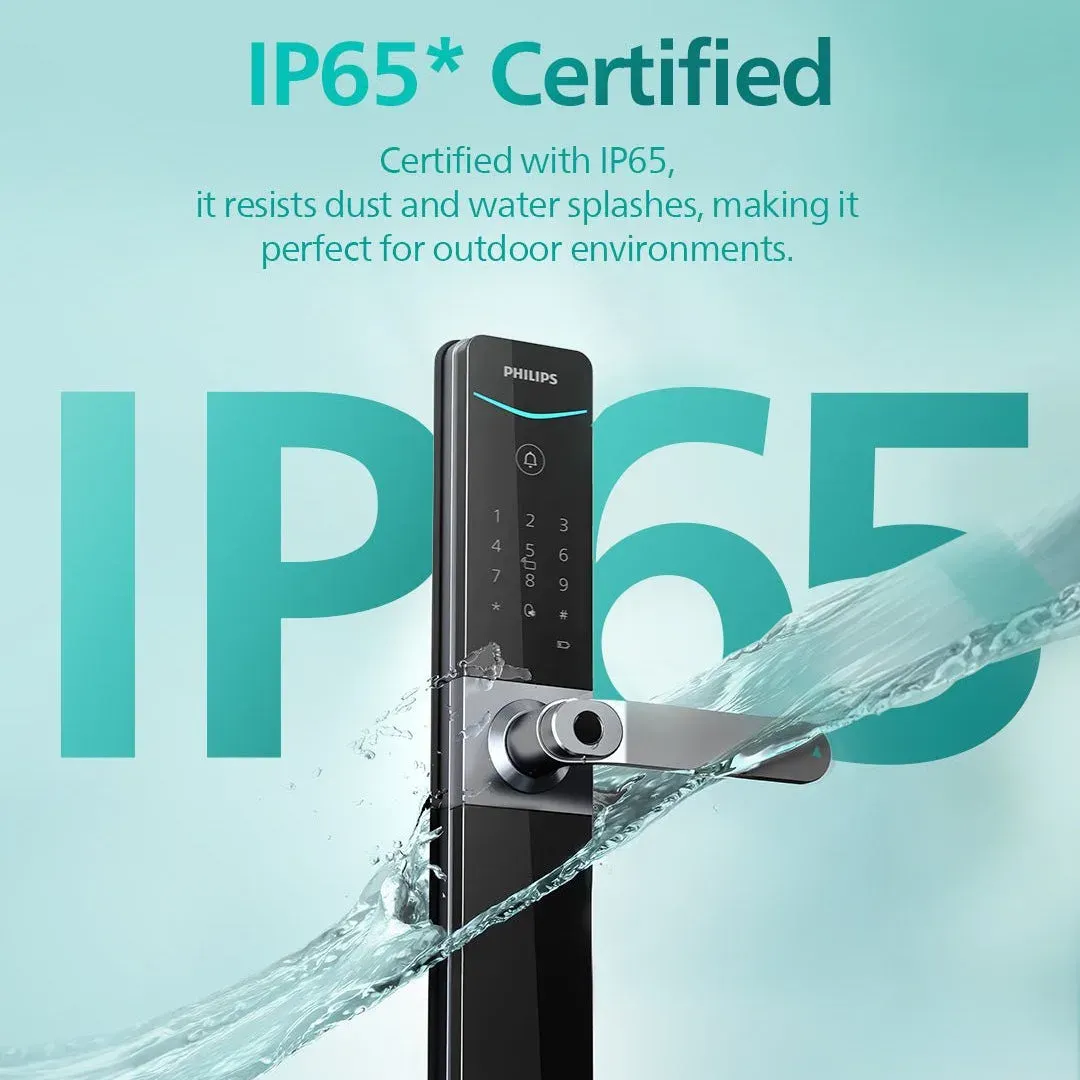 IP65* Certified
Certified with IP65,
it resists dust and water splashes, making it
perfect for outdoor environments.
IP65
PHILIPS
1 2 3
4 5 6
7 8 9
* #